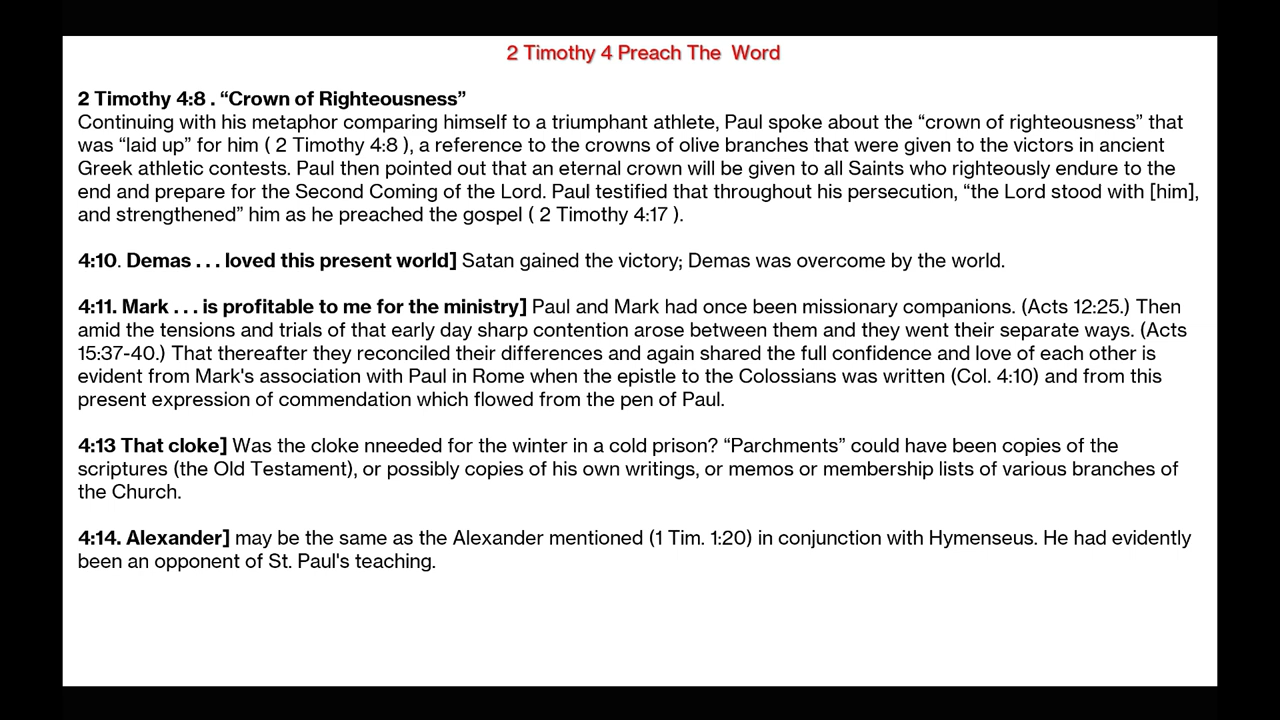 2 Timothy 4 Preach The  Word
2 Timothy 4:8 . “Crown of Righteousness”
Continuing with his metaphor comparing himself to a triumphant athlete, Paul spoke about the “crown of righteousness” that
was “laid up” for him ( 2 Timothy 4:8 ), a reference to the crowns of olive branches that were given to the victors in ancient
Greek athletic contests. Paul then pointed out that an eternal crown will be given to all Saints who righteously endure to the
end and prepare for the Second Coming of the Lord. Paul testified that throughout his persecution, “the Lord stood with [him],
and strengthened” him as he preached the gospel ( 2 Timothy 4:17 ).
4:10. Demas . . . loved this present world] Satan gained the victory; Demas was overcome by the world.
4:11. Mark . . . is profitable to me for the ministry] Paul and Mark had once been missionary companions. (Acts 12:25.) Then
amid the tensions and trials of that early day sharp contention arose between them and they went their separate ways. (Acts
15:37-40.) That thereafter they reconciled their differences and again shared the full confidence and love of each other is
evident from Mark's association with Paul in Rome when the epistle to the Colossians was written (Col. 4:10) and from this
present expression of commendation which flowed from the pen of Paul.
4:13 That cloke] Was the cloke nneeded for the winter in a cold prison? “Parchments” could have been copies of the
scriptures (the Old Testament), or possibly copies of his own writings, or memos or membership lists of various branches of
the Church.
4:14. Alexander] may be the same as the Alexander mentioned (1 Tim. 1:20) in conjunction with Hymenseus. He had evidently
been an opponent of St. Paul's teaching.